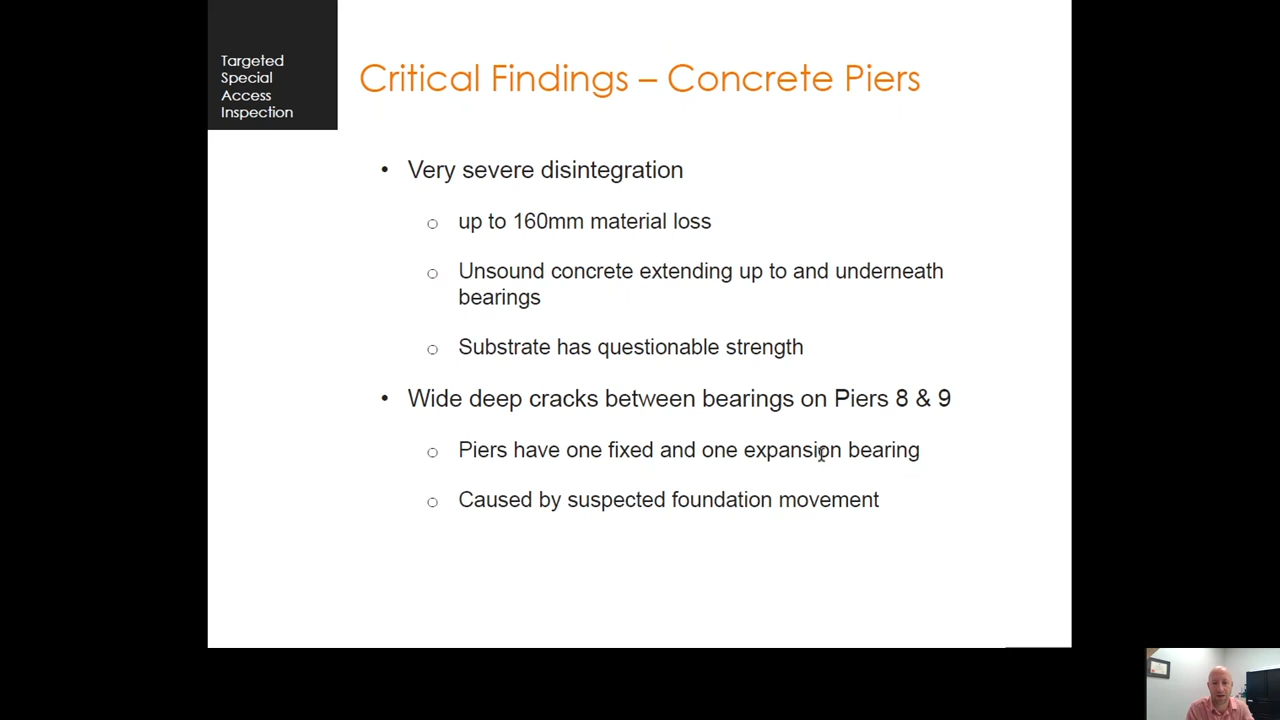 Targeted
Special
Access
Inspection
Critical Findings – Concrete Piers
• Very severe disintegration
○ up to 160mm material loss
○ Unsound concrete extending up to and underneath
bearings
○ Substrate has questionable strength
• Wide deep cracks between bearings on Piers 8 & 9
○ Piers have one fixed and one expansion bearing
○ Caused by suspected foundation movement